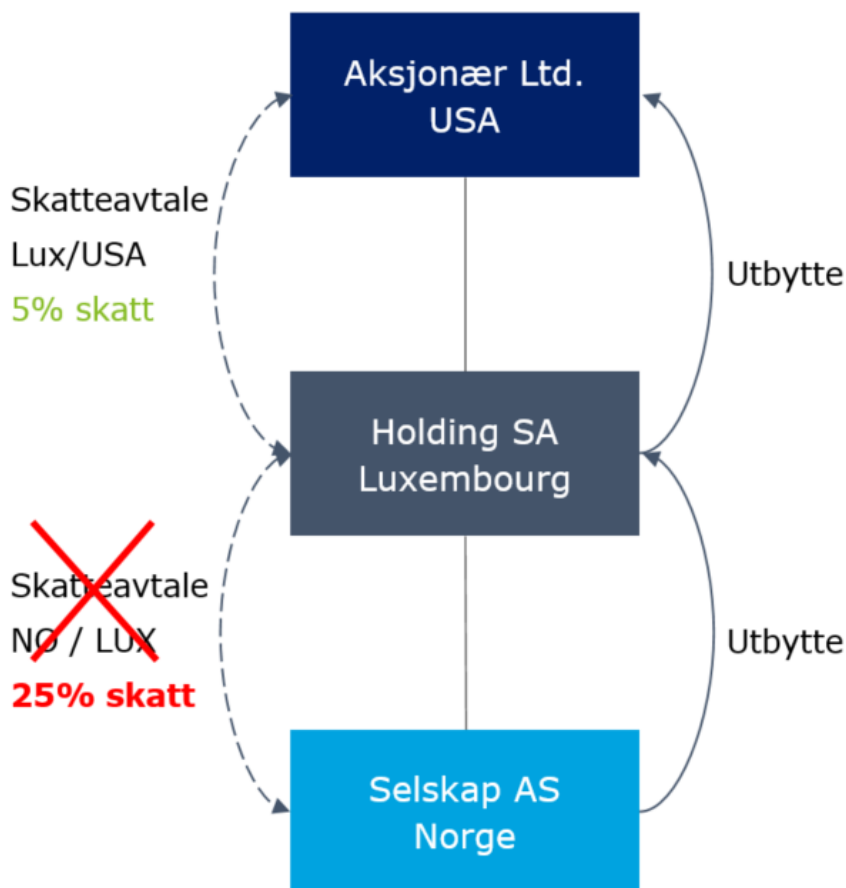 Aksjonær Ltd.
USA
Skatteavtale
Lux/USA
5% skatt
Utbytte
Holding SA
Luxembourg
Skatteavtale
NO / LUX
25% skatt
Utbytte
Selskap AS
Norge